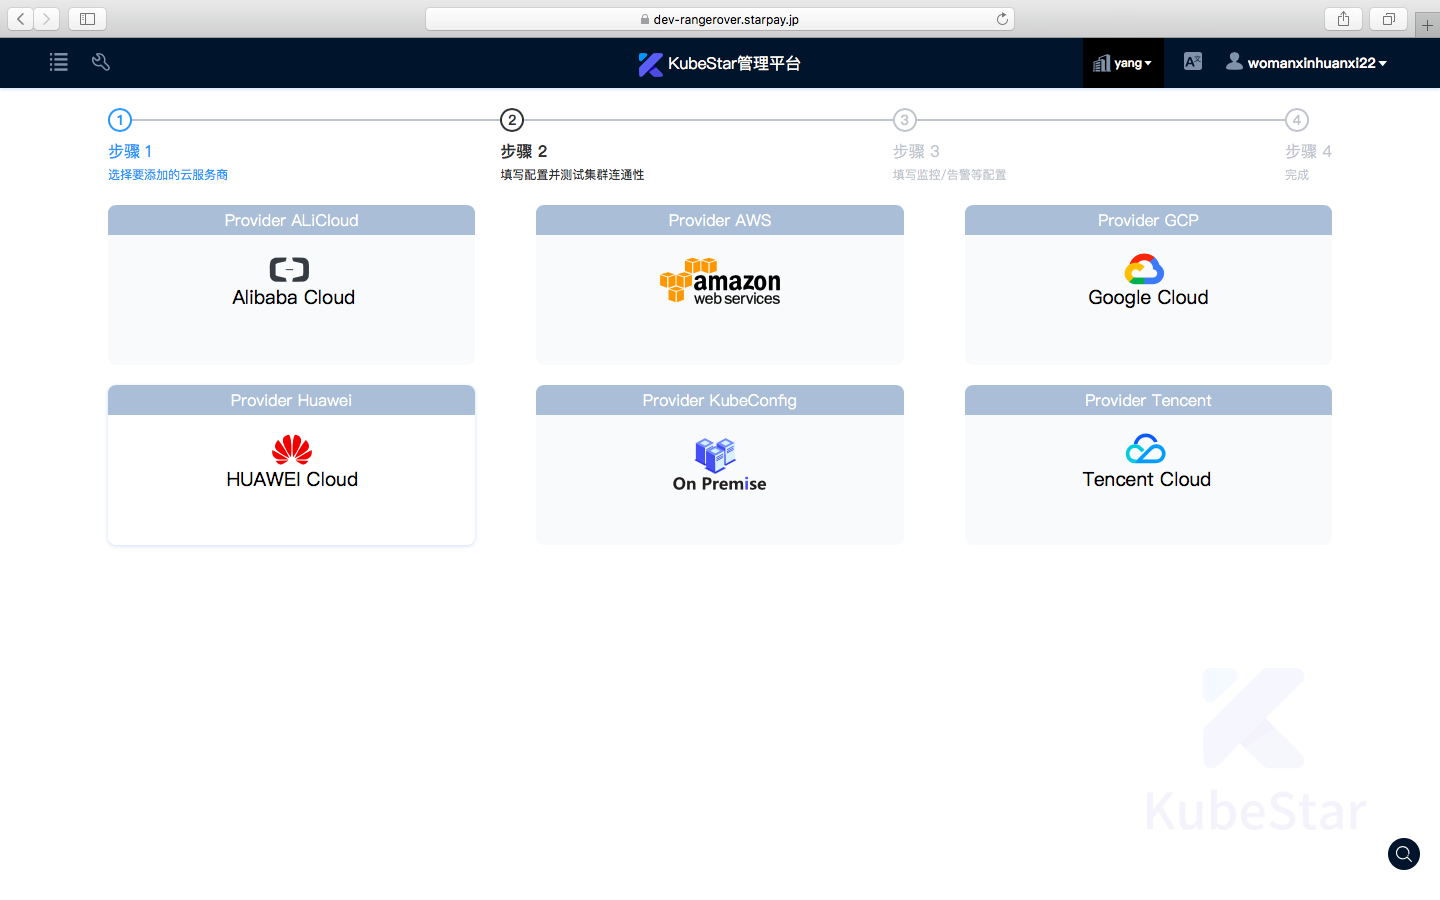 dev-rangerover.starpay.jp
KubeStar管理平台
yang
womanxinhuanxi22
1
2
3
4
步骤 1
步骤 2
步骤 3
步骤 4
选择要添加的云服务商
填写配置并测试集群连通性
填写监控/告警等配置
完成
Provider ALiCloud
Provider AWS
Provider GCP
Alibaba Cloud
amazon
web services
Google Cloud
Provider Huawei
Provider KubeConfig
Provider Tencent
HUAWEI Cloud
On Premise
Tencent Cloud
KubeStar